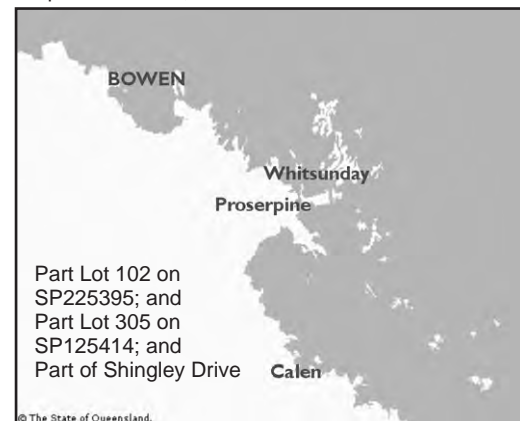 BOWEN
Whitsunday
Proserpine
Part Lot 102 on
SP225395; and
Part Lot 305 on
SP125414; and
Part of Shingley Drive
Calen
© The State of Queensland.